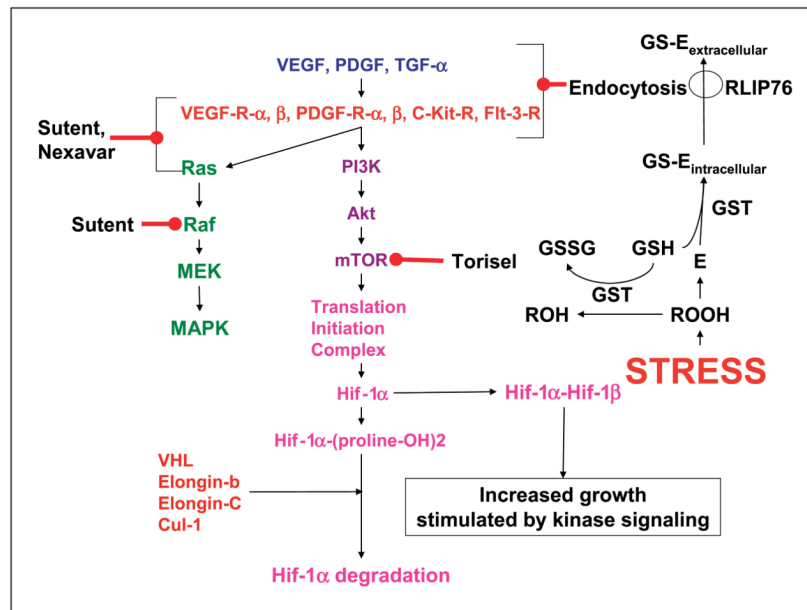 GS-Eextracellular
VEGF, PDGF, TGF-α
Endocytosis
RLIP76
VEGF-R-α, β, PDGF-R-α, β, C-Kit-R, Flt-3-R
Sutent,
Nexavar
Ras
PI3K
GS-Eintracellular
GST
Sutent
Raf
Akt
GSSG
GSH
E
MEK
mTOR
Torisel
GST
MAPK
Translation
Initiation
Complex
ROH
ROOH
STRESS
Hif-1α
Hif-1α-Hif-1β
Hif-1α-(proline-OH)2
VHL
Elongin-b
Elongin-C
Cul-1
Increased growth
stimulated by kinase signaling
Hif-1α degradation